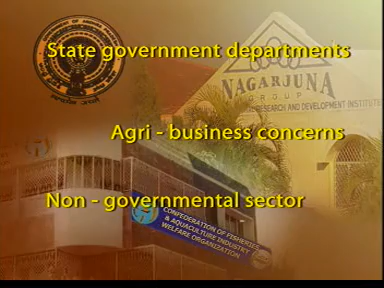 State government departments
NAGARJUNA
GROUP
RESEARCH AND DEVELOPMENT INSTITUTE
Agri - business concerns
Non - governmental sector
CONFEDERATION OF FISHERIES
& AQUACULTURE INDUSTRY
WELFARE ORGANIZATION